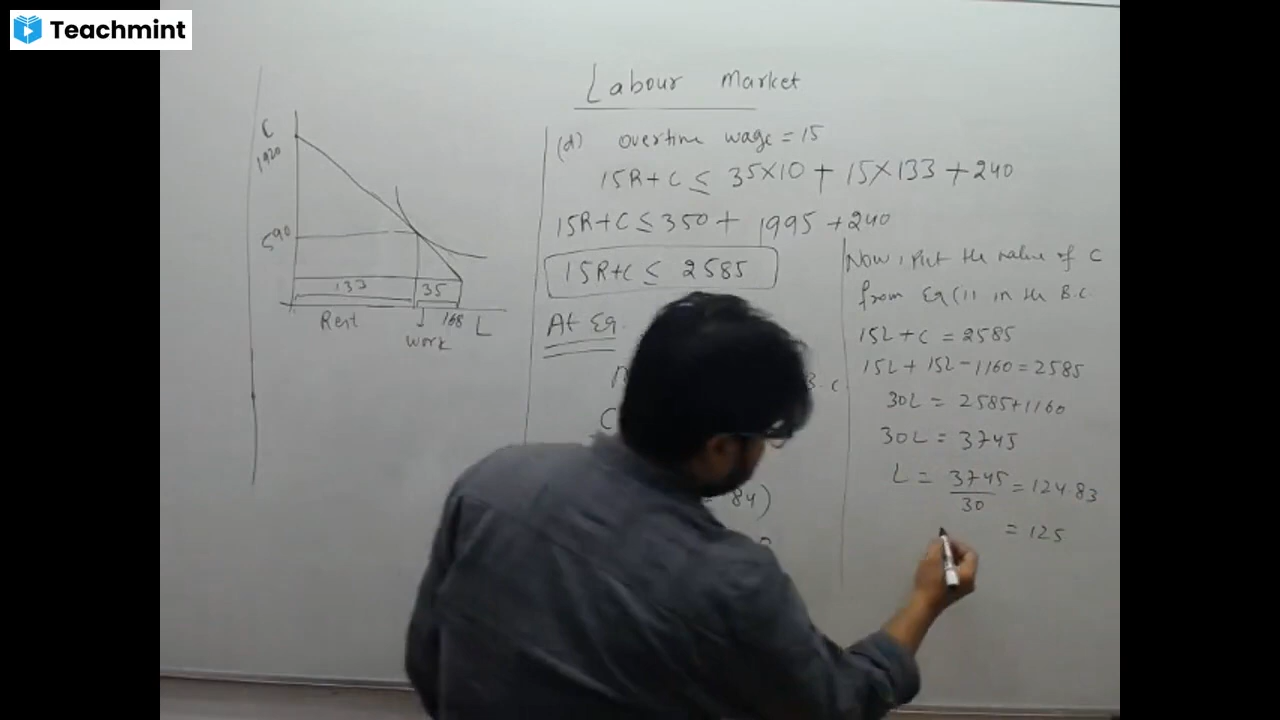 Teachmint
Labour Market
(d) overtime wage = 15
15R+C ≤ 35×10 + 15×133 + 240
15R+C ≤ 350 + 1995 + 240
15R+C ≤ 2585
At Eq.
B.C
C
84)
Now, Put the value of C
from Eq (1) in the B.C.
15L + C = 2585
15L + 15L - 1160 = 2585
30L = 2585+1160
30L = 3745
L = 3745/30 = 124.83
= 125
C
1920
590
133
35
Rest
168
L
work